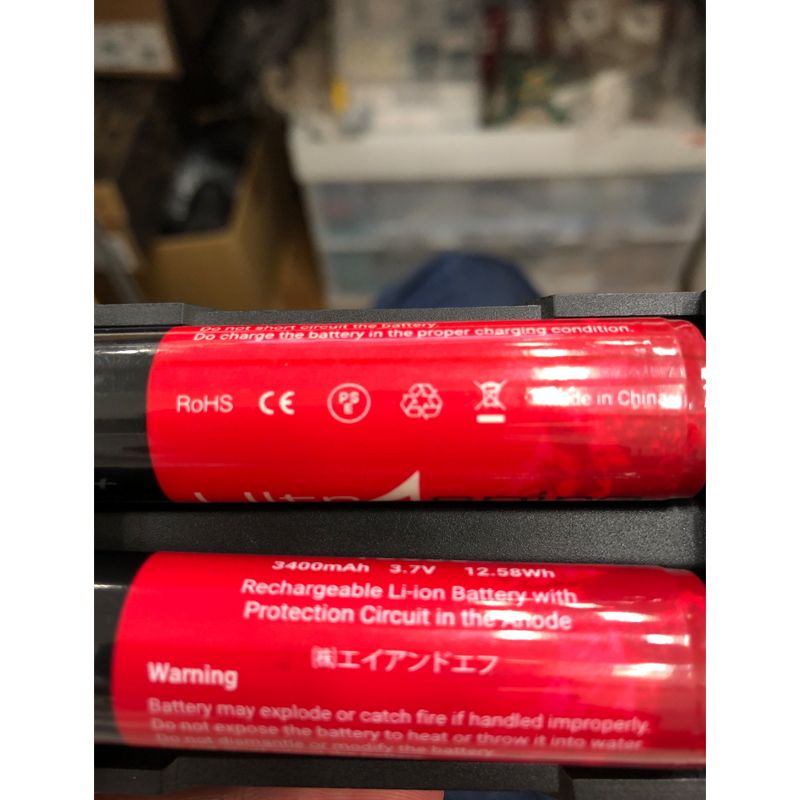 Do not short circuit the battery.
Do charge the battery in the proper charging condition.
RoHS CE PS E in China
+
3400mAh 3.7V 12.58Wh
Rechargeable Li-ion Battery with
Protection Circuit in the Anode
㈱エイアンドエフ
Warning
Battery may explode or catch fire if handled improperly.
Do not expose the battery to heat or throw it into water
Do not dismantle or modify the battery.